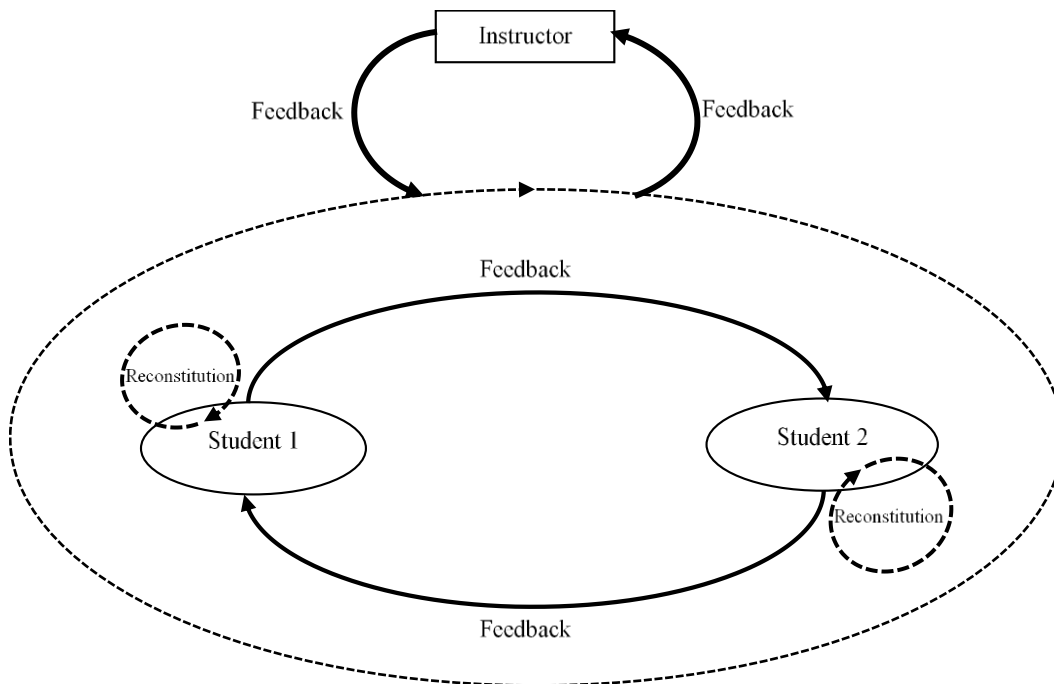 Instructor
Feedback
Feedback
Feedback
Reconstitution
Student 1
Student 2
Reconstitution
Feedback